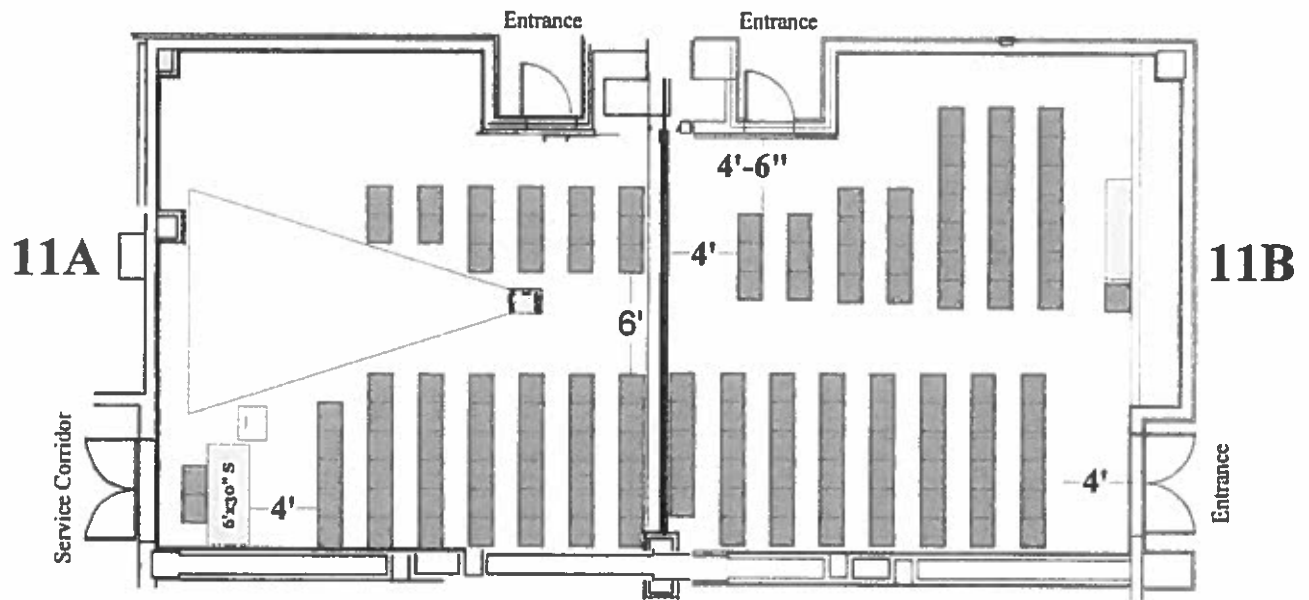 Entrance
Entrance
4'-6"
11A
4'
11B
6'
Service Corridor
6'x30" S
4'
4'
Entrance